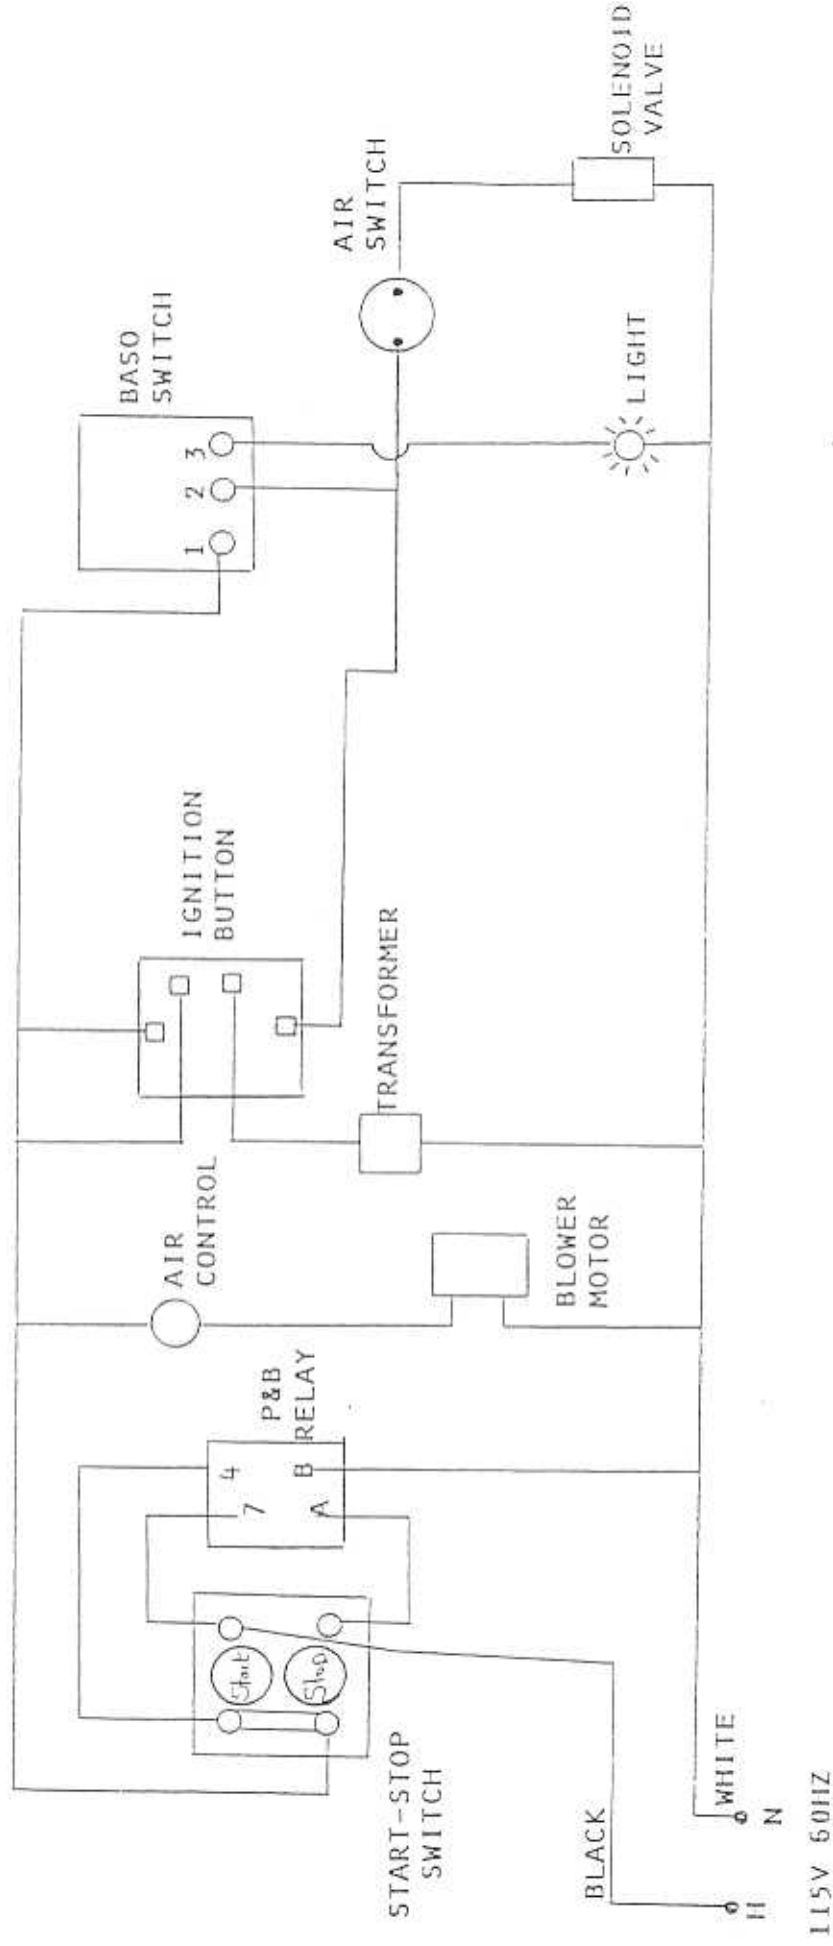 SOLENOID
VALVE
AIR
SWITCH
BASO
SWITCH
1 2 3
LIGHT
IGNITION
BUTTON
TRANSFORMER
AIR
CONTROL
BLOWER
MOTOR
P&B
RELAY
7 4
A B
Start
Stop
START-STOP
SWITCH
BLACK
WHITE
H
N
115V 60HZ